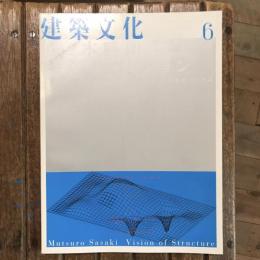 建築文化 6
Mutsuro Sasaki Vision of Structure